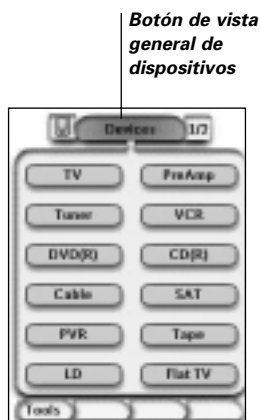 Botón de vista
general de
dispositivos
Devices 1/2
TV PreAmp
Tuner VCR
DVD(R) CD(R)
Cable SAT
PVR Tape
LD Flat TV
Tools